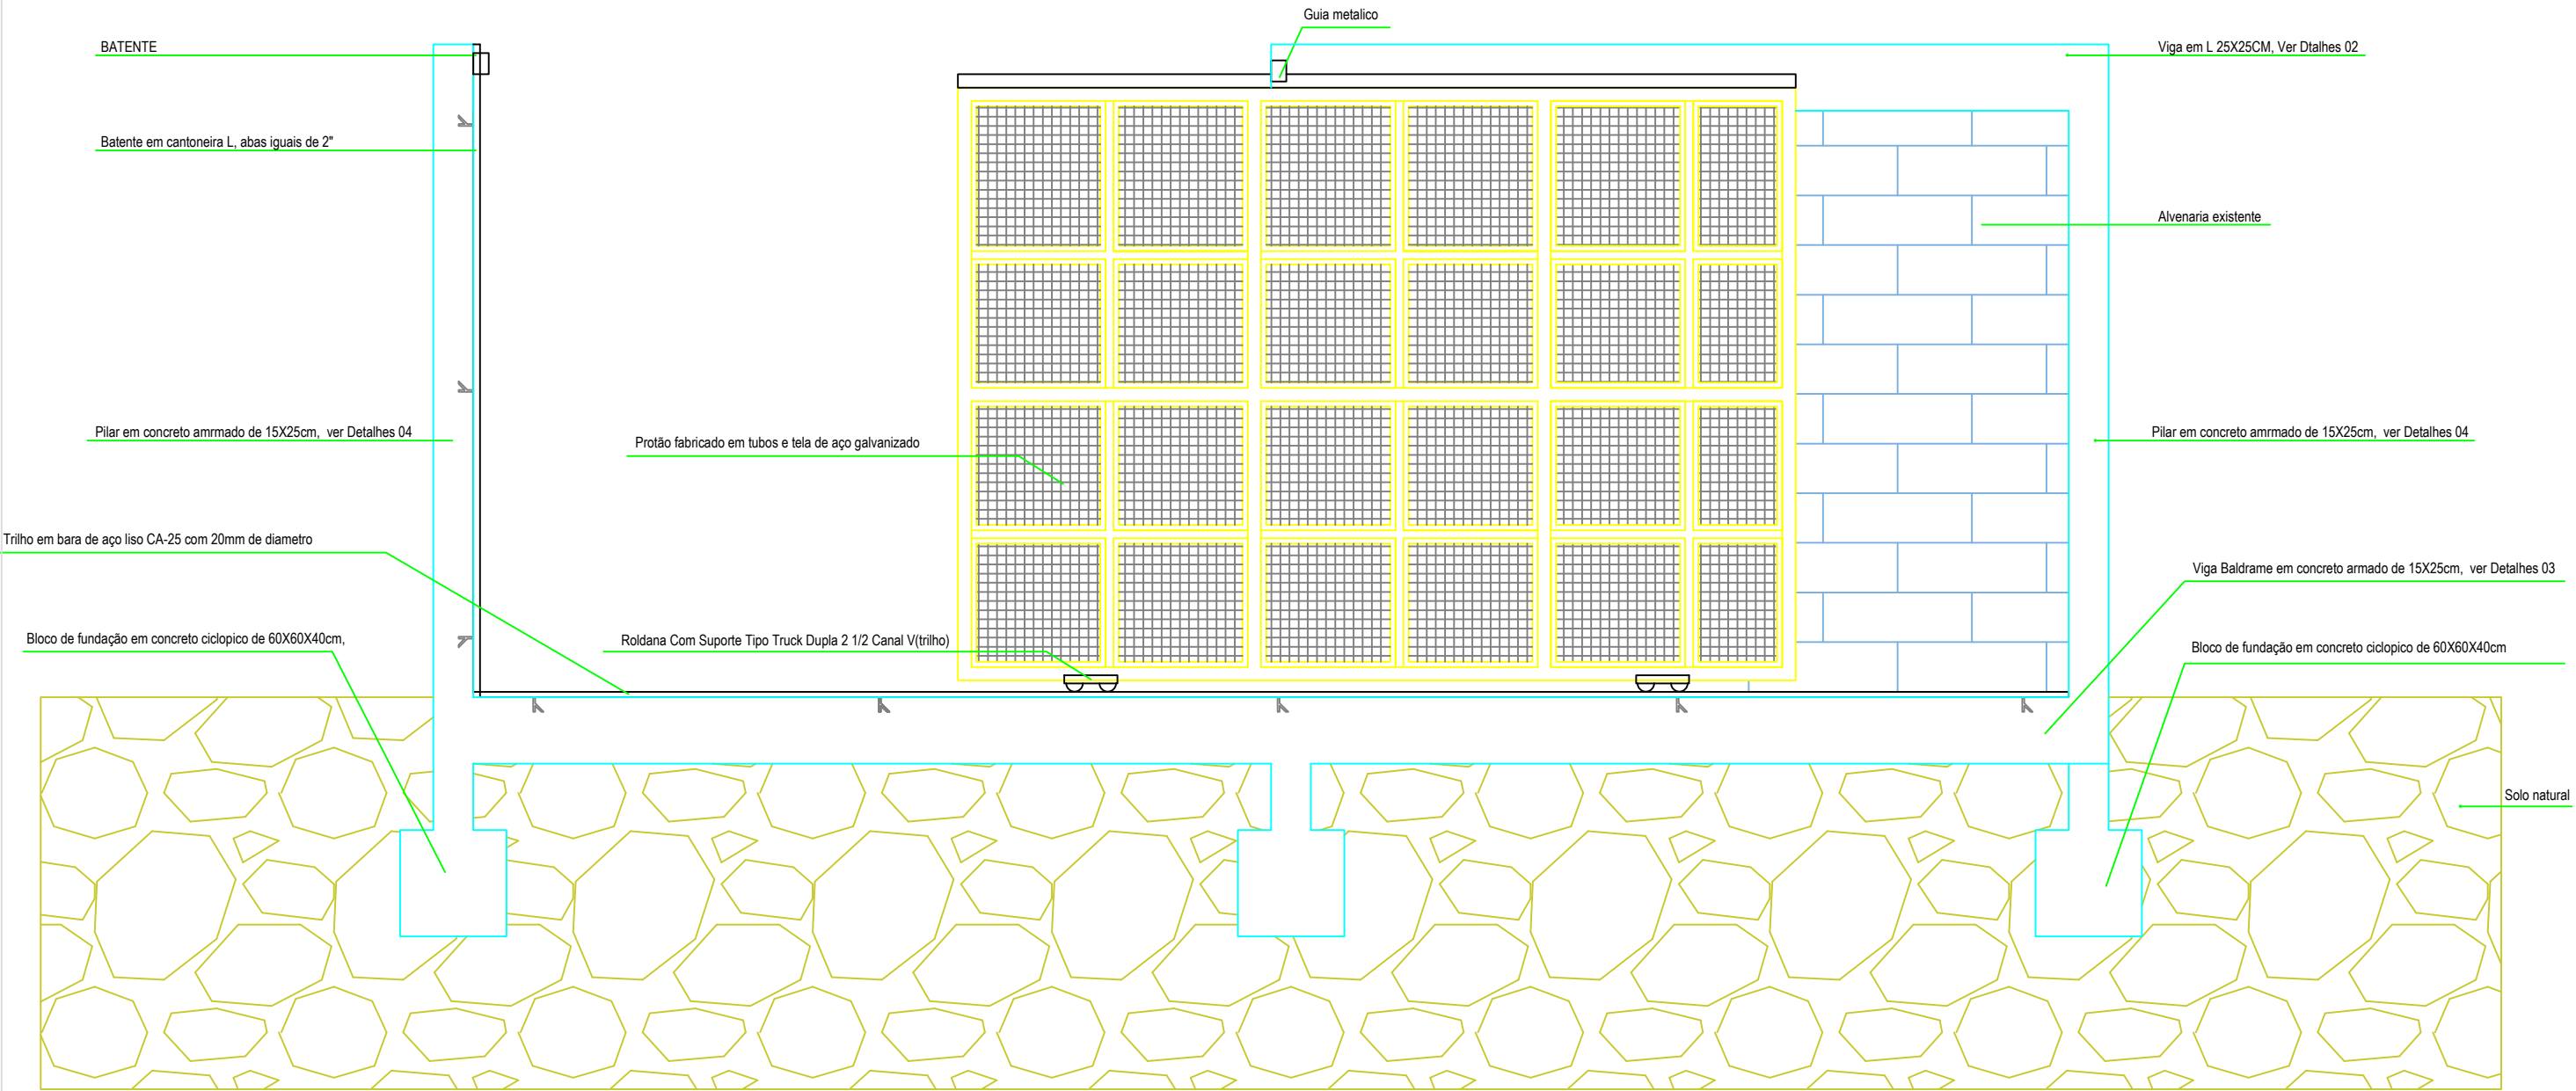 Guia metalico
BATENTE
Viga em L 25X25CM, Ver Dtalhes 02
Batente em cantoneira L, abas iguais de 2"
Alvenaria existente
Pilar em concreto amrmado de 15X25cm, ver Detalhes 04
Protão fabricado em tubos e tela de aço galvanizado
Pilar em concreto amrmado de 15X25cm, ver Detalhes 04
Trilho em bara de aço liso CA-25 com 20mm de diametro
Viga Baldrame em concreto armado de 15X25cm, ver Detalhes 03
Bloco de fundação em concreto ciclopico de 60X60X40cm,
Roldana Com Suporte Tipo Truck Dupla 2 1/2 Canal V(trilho)
Bloco de fundação em concreto ciclopico de 60X60X40cm
Solo natural